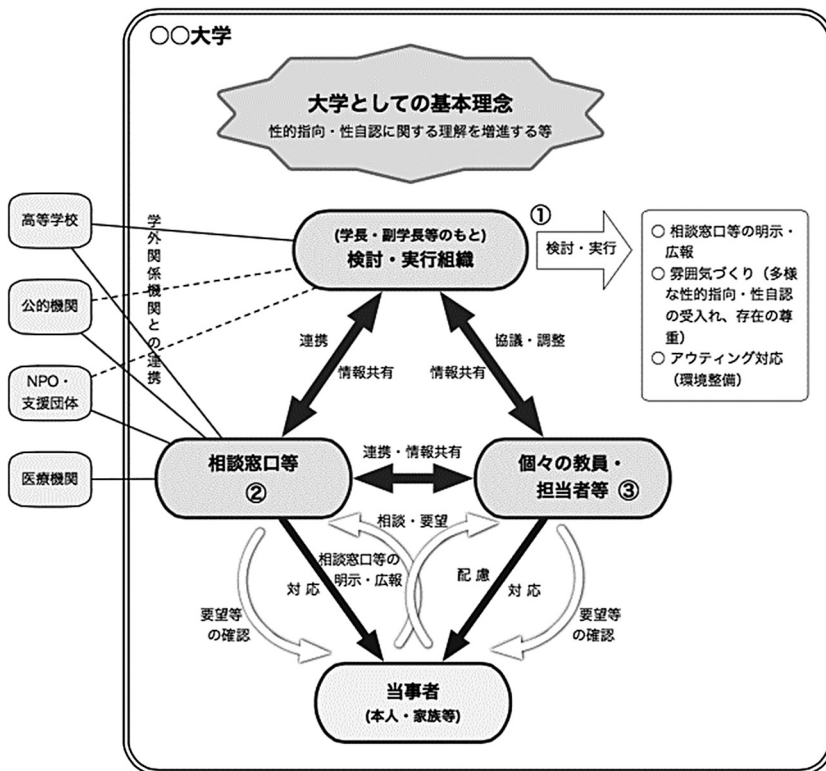 ○○大学
大学としての基本理念
性的指向・性自認に関する理解を増進する等
高等学校
公的機関
NPO・
支援団体
医療機関
学外関係機関との連携
(学長・副学長等のもと)
検討・実行組織
①
検討・実行
○ 相談窓口等の明示・
広報
○ 雰囲気づくり（多様
な性的指向・性自認
の受入れ、存在の尊
重）
○ アウティング対応
（環境整備）
連携
情報共有
協議・調整
情報共有
相談窓口等
②
連携・情報共有
個々の教員・
担当者等 ③
相談・要望
相談窓口等の
明示・広報
対応
配慮
対応
要望等
の確認
要望等
の確認
当事者
(本人・家族等)